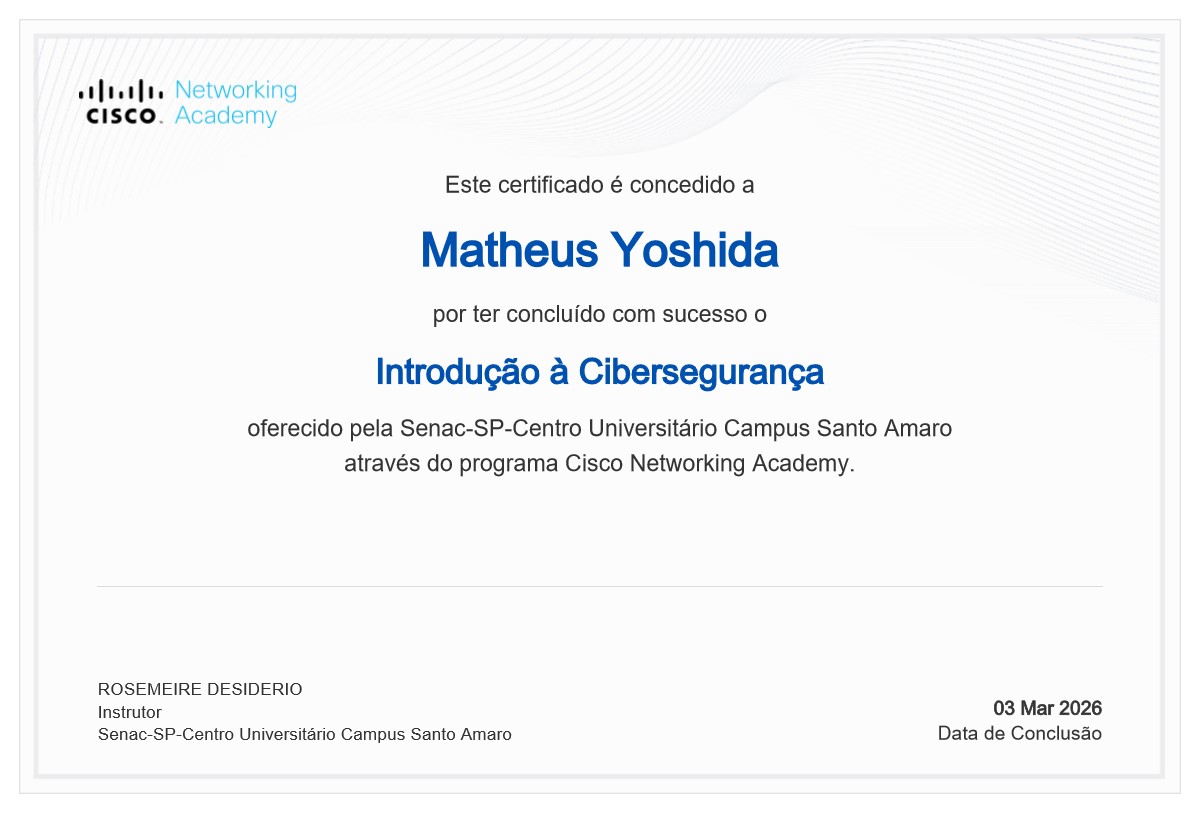 CISCO. Networking
Academy
Este certificado é concedido a
Matheus Yoshida
por ter concluído com sucesso o
Introdução à Cibersegurança
oferecido pela Senac-SP-Centro Universitário Campus Santo Amaro
através do programa Cisco Networking Academy.
ROSEMEIRE DESIDERIO
Instrutor
Senac-SP-Centro Universitário Campus Santo Amaro
03 Mar 2026
Data de Conclusão